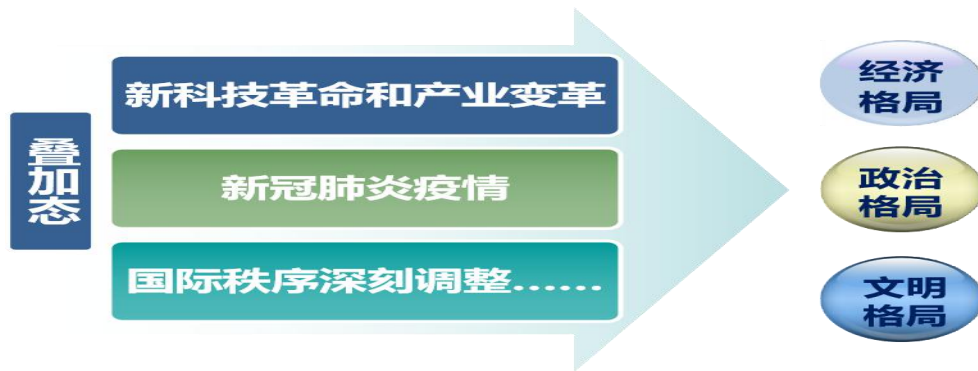 叠加态
新科技革命和产业变革
新冠肺炎疫情
国际秩序深刻调整......
经济
格局
政治
格局
文明
格局